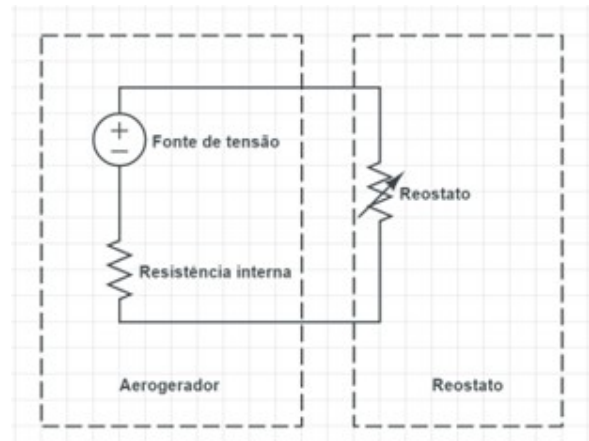 Fonte de tensão
Reostato
Resistência interna
Aerogerador
Reostato